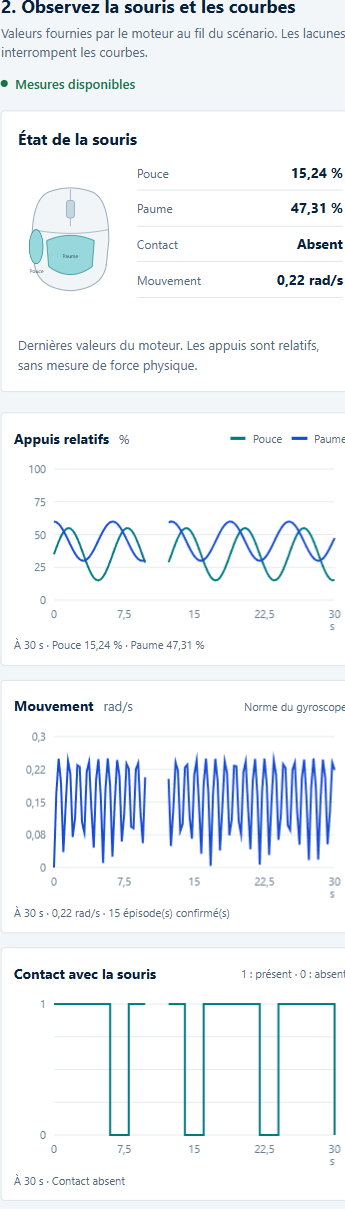 2. Observez la souris et les courbes
Valeurs fournies par le moteur au fil du scénario. Les lacunes
interrompent les courbes.
Mesures disponibles
État de la souris
Pouce 15,24 %
Paume 47,31 %
Contact Absent
Mouvement 0,22 rad/s
Paume
Pouce
Dernières valeurs du moteur. Les appuis sont relatifs,
sans mesure de force physique.
Appuis relatifs % Pouce Paume
100
75
50
25
0
0 7,5 15 22,5 30
s
À 30 s · Pouce 15,24 % · Paume 47,31 %
Mouvement rad/s Norme du gyroscope
0,3
0,22
0,15
0,08
0
0 7,5 15 22,5 30
s
À 30 s · 0,22 rad/s · 15 épisode(s) confirmé(s)
Contact avec la souris 1 : présent · 0 : absent
1
0
0 7,5 15 22,5 30
s
À 30 s · Contact absent